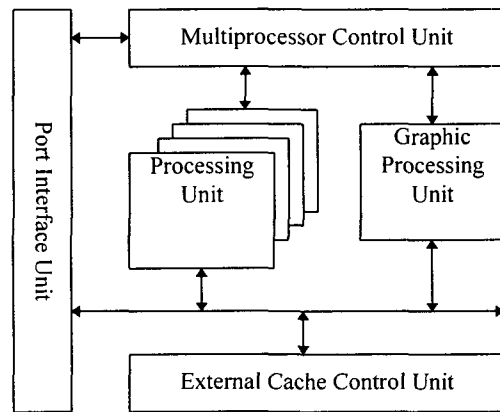 Multiprocessor Control Unit
Port Interface Unit
Processing
Unit
Graphic
Processing
Unit
External Cache Control Unit